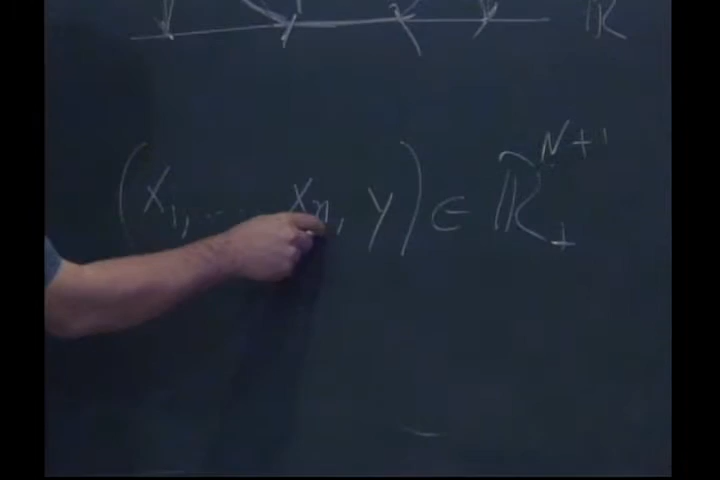 ℝ
(x₁, ... xₙ, y) ∈ ℝ̃₊ᴺ⁺¹